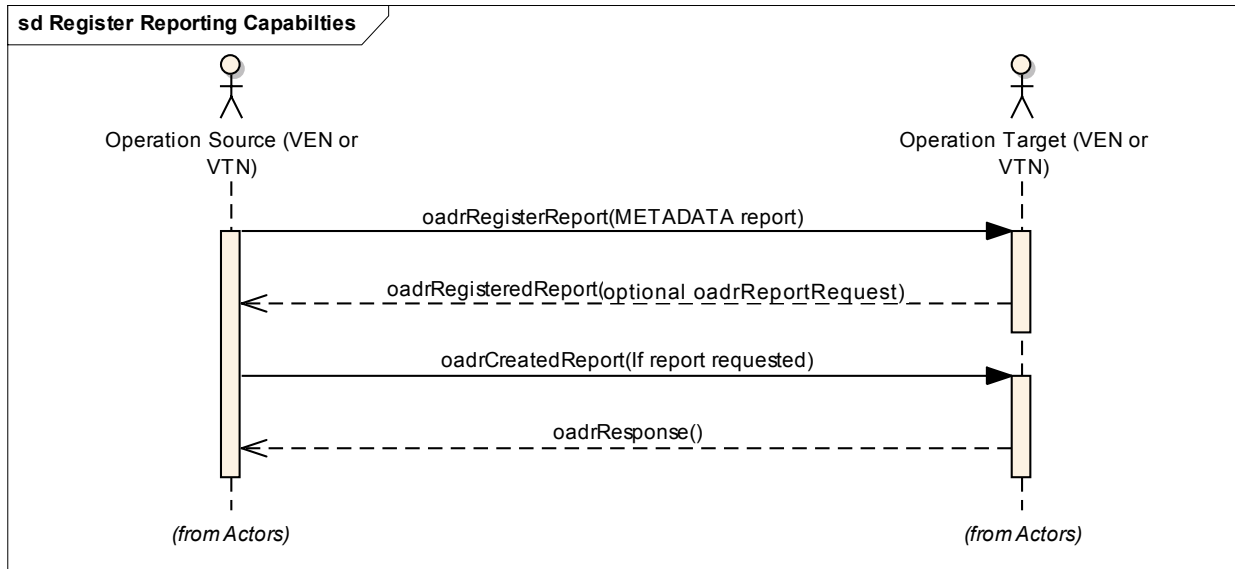 sd Register Reporting Capabilties
Operation Source (VEN or
VTN)
Operation Target (VEN or
VTN)
oadrRegisterReport(METADATA report)
oadrRegisteredReport(optional oadrReportRequest)
oadrCreatedReport(If report requested)
oadrResponse()
(from Actors)
(from Actors)